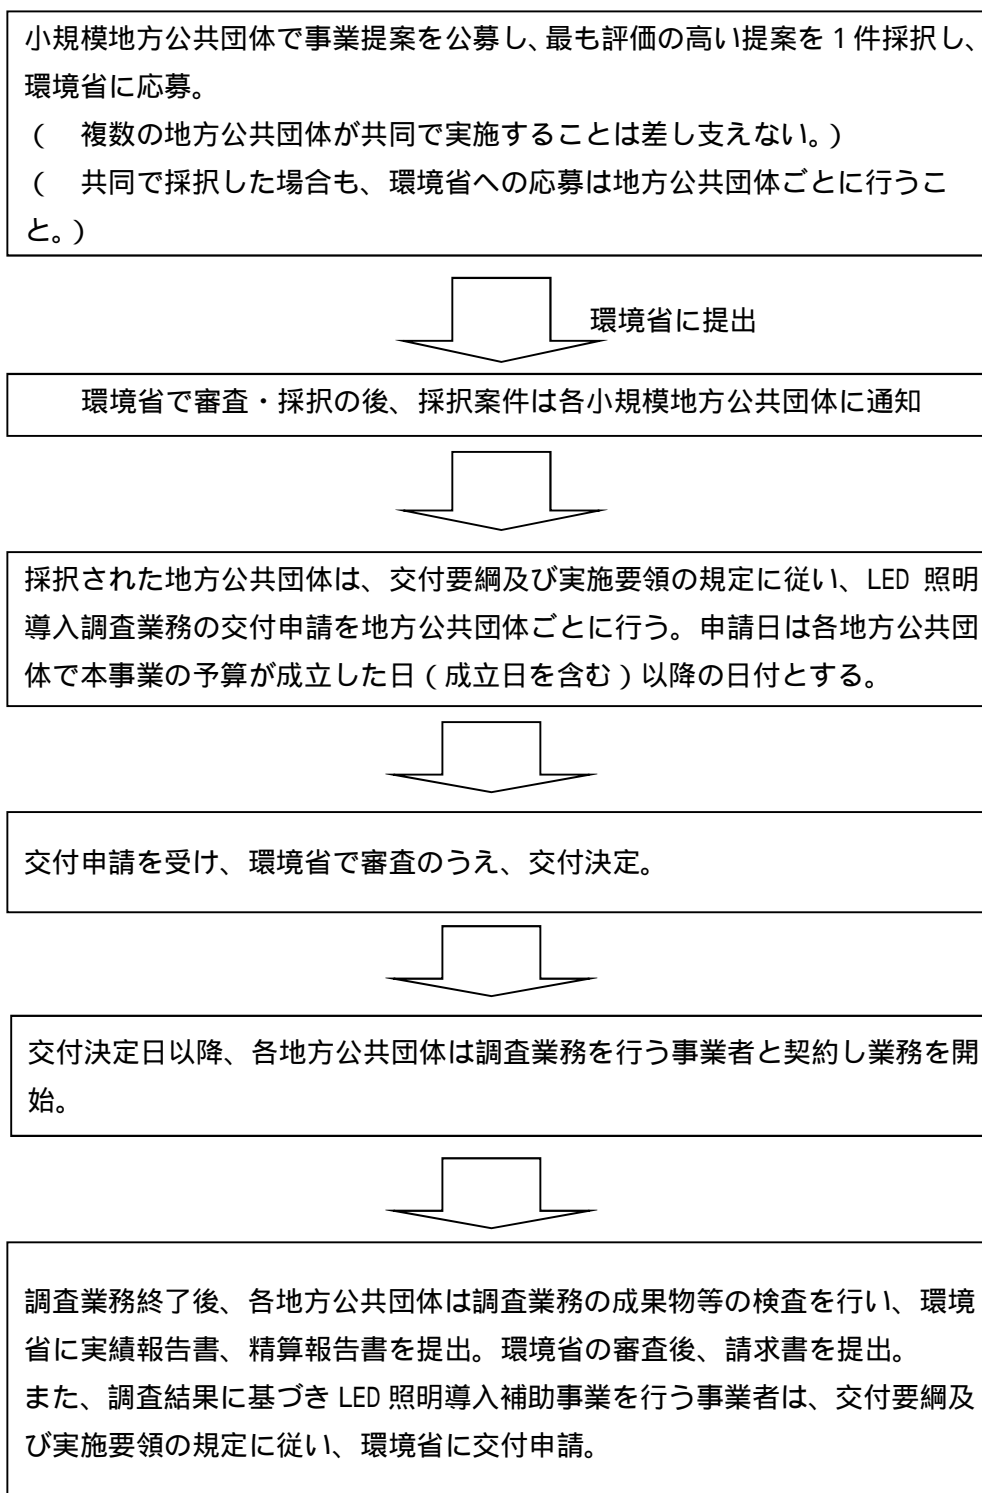 小規模地方公共団体で事業提案を公募し、最も評価の高い提案を1件採択し、
環境省に応募。
(　複数の地方公共団体が共同で実施することは差し支えない。)
(　共同で採択した場合も、環境省への応募は地方公共団体ごとに行うこ
と。)
環境省に提出
環境省で審査・採択の後、採択案件は各小規模地方公共団体に通知
採択された地方公共団体は、交付要綱及び実施要領の規定に従い、LED 照明
導入調査業務の交付申請を地方公共団体ごとに行う。申請日は各地方公共団
体で本事業の予算が成立した日(成立日を含む)以降の日付とする。
交付申請を受け、環境省で審査のうえ、交付決定。
交付決定日以降、各地方公共団体は調査業務を行う事業者と契約し業務を開
始。
調査業務終了後、各地方公共団体は調査業務の成果物等の検査を行い、環境
省に実績報告書、精算報告書を提出。環境省の審査後、請求書を提出。
また、調査結果に基づき LED 照明導入補助事業を行う事業者は、交付要綱及
び実施要領の規定に従い、環境省に交付申請。